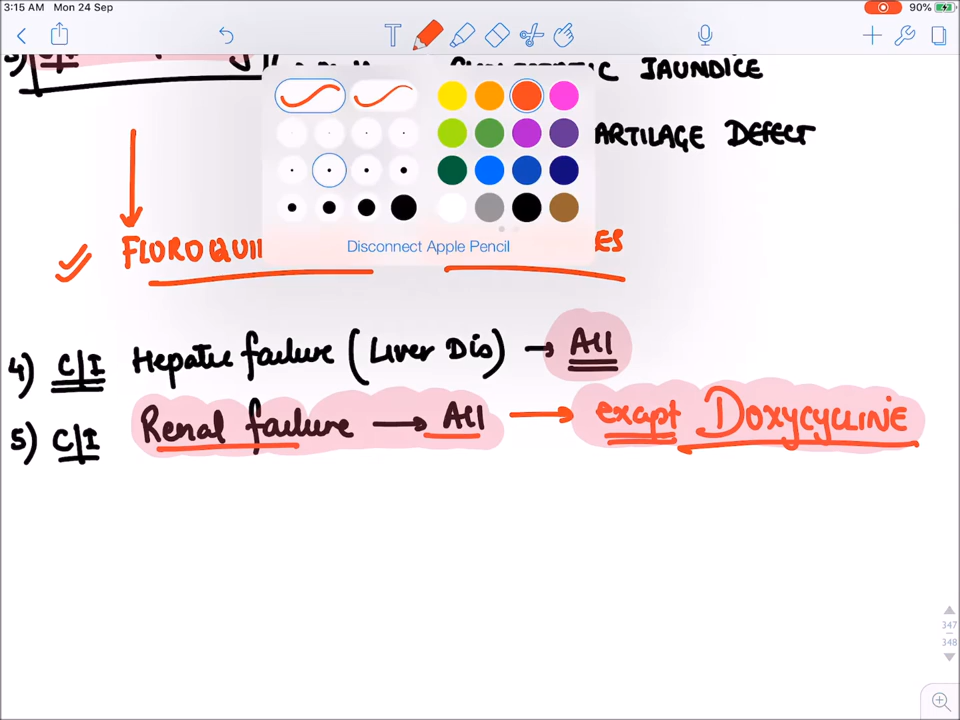 3:15 AM Mon 24 Sep 90%
JAUNDICE
ARTILAGE DEFECT
FLOROQUI ES
Disconnect Apple Pencil
4) C/I Hepatic failure (Liver Dis) → All
5) C/I Renal failure → All → exapt DOXYCYCLINE
347
348